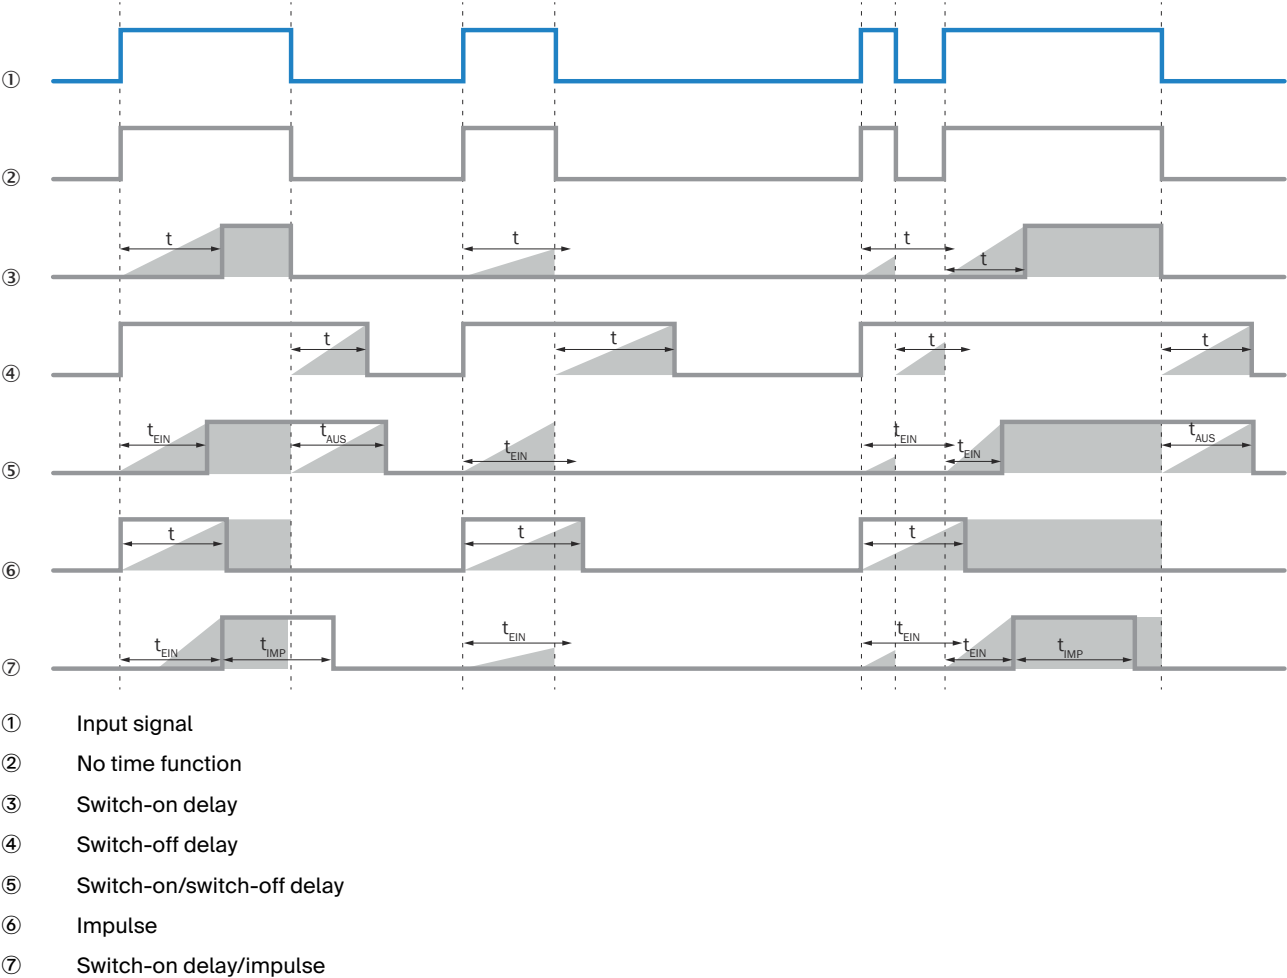 ①
②
t t t t
③
t t t t
④
tEIN tAUS tEIN tEIN tEIN tAUS
⑤
t t t
⑥
tEIN tIMP tEIN tEIN tEIN tIMP
⑦
① Input signal
② No time function
③ Switch-on delay
④ Switch-off delay
⑤ Switch-on/switch-off delay
⑥ Impulse
⑦ Switch-on delay/impulse